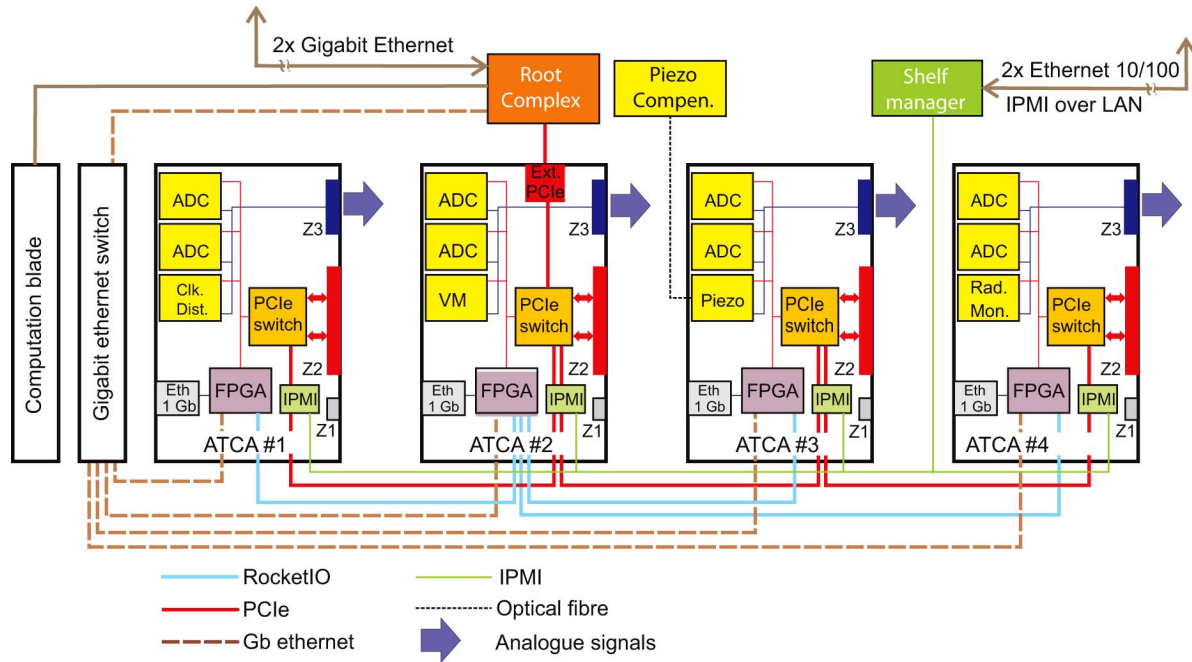 2x Gigabit Ethernet
Root
Complex
Piezo
Compen.
Shelf
manager
2x Ethernet 10/100
IPMI over LAN
Computation blade
Gigabit ethernet switch
ADC
ADC
Clk.
Dist.
Z3
PCIe
switch
Z2
Eth
1 Gb
FPGA
IPMI
Z1
ATCA #1
Ext.
PCIe
ADC
ADC
VM
Z3
PCIe
switch
Z2
Eth
1 Gb
FPGA
IPMI
Z1
ATCA #2
ADC
ADC
Piezo
Z3
PCIe
switch
Z2
Eth
1 Gb
FPGA
IPMI
Z1
ATCA #3
ADC
ADC
Rad.
Mon.
Z3
PCIe
switch
Z2
Eth
1 Gb
FPGA
IPMI
Z1
ATCA #4
RocketIO
PCIe
Gb ethernet
IPMI
Optical fibre
Analogue signals